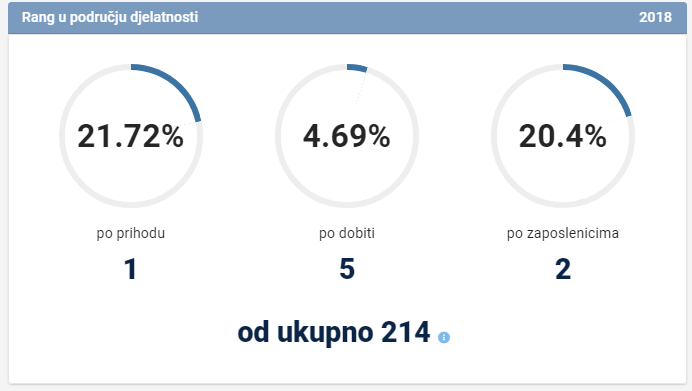 Rang u području djelatnosti 2018
21.72% 4.69% 20.4%
po prihodu po dobiti po zaposlenicima
1 5 2
od ukupno 214 i